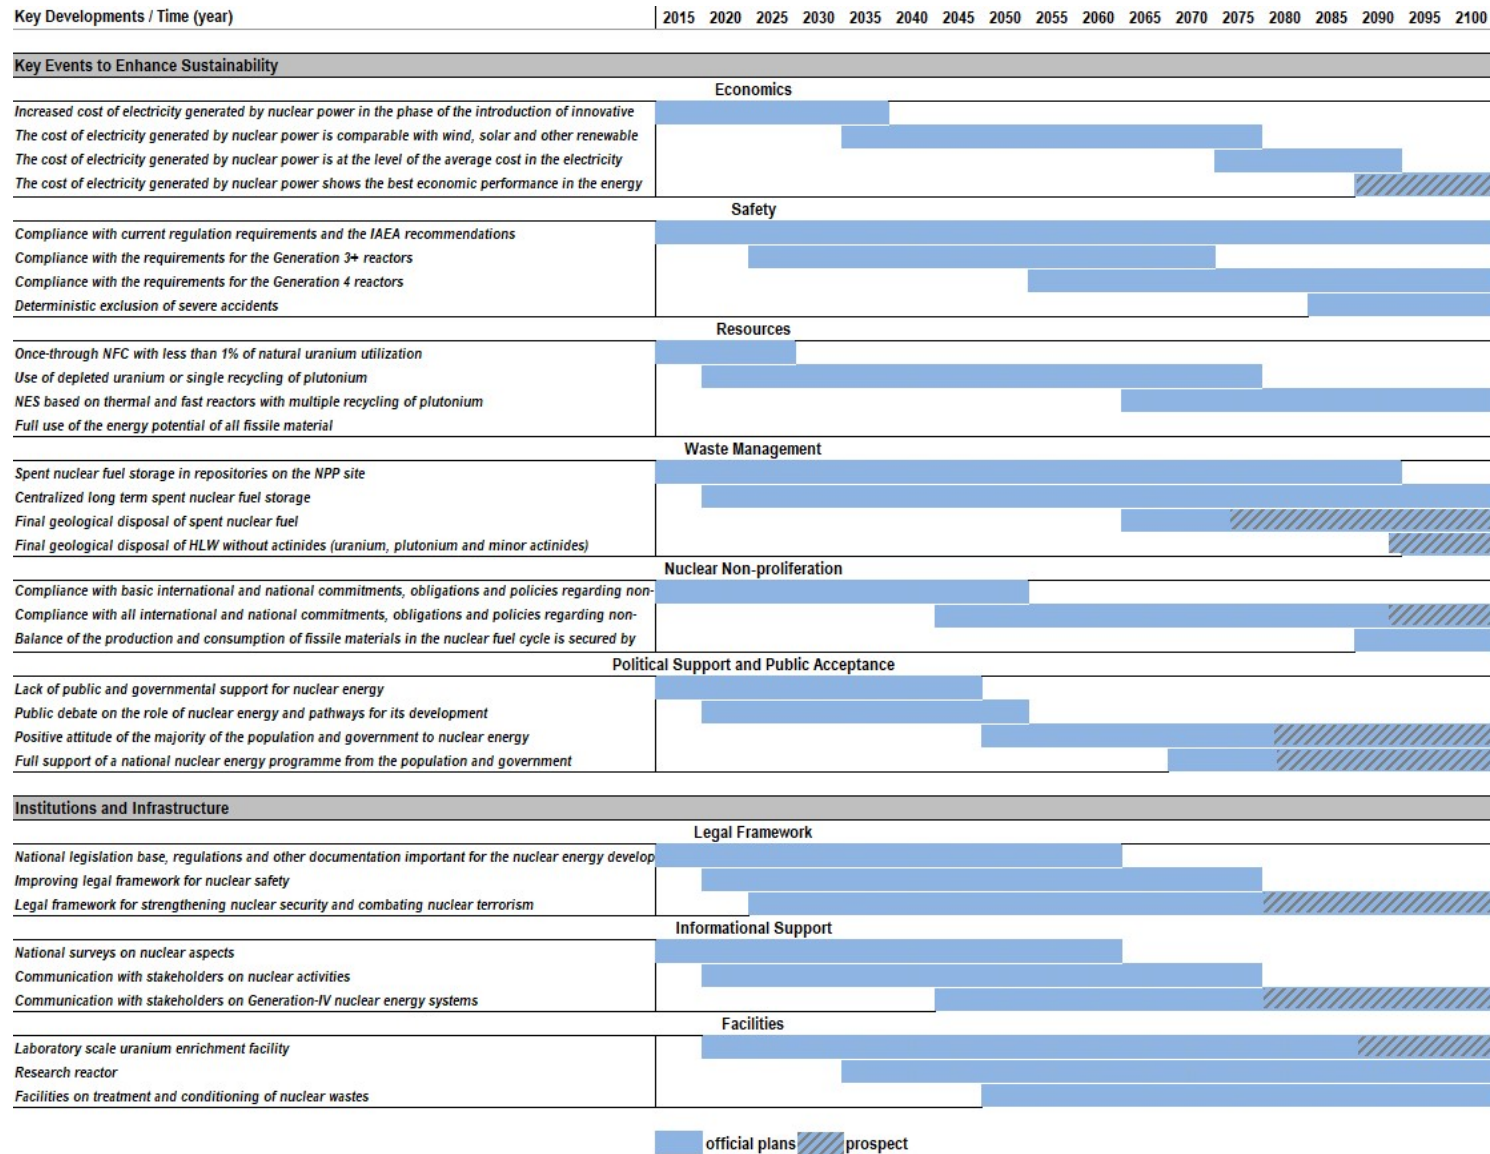 Key Developments / Time (year) 2015 2020 2025 2030 2035 2040 2045 2050 2055 2060 2065 2070 2075 2080 2085 2090 2095 2100
Key Events to Enhance Sustainability
Economics
Increased cost of electricity generated by nuclear power in the phase of the introduction of innovative
The cost of electricity generated by nuclear power is comparable with wind, solar and other renewable
The cost of electricity generated by nuclear power is at the level of the average cost in the electricity
The cost of electricity generated by nuclear power shows the best economic performance in the energy
Safety
Compliance with current regulation requirements and the IAEA recommendations
Compliance with the requirements for the Generation 3+ reactors
Compliance with the requirements for the Generation 4 reactors
Deterministic exclusion of severe accidents
Resources
Once-through NFC with less than 1% of natural uranium utilization
Use of depleted uranium or single recycling of plutonium
NES based on thermal and fast reactors with multiple recycling of plutonium
Full use of the energy potential of all fissile material
Waste Management
Spent nuclear fuel storage in repositories on the NPP site
Centralized long term spent nuclear fuel storage
Final geological disposal of spent nuclear fuel
Final geological disposal of HLW without actinides (uranium, plutonium and minor actinides)
Nuclear Non-proliferation
Compliance with basic international and national commitments, obligations and policies regarding non-
Compliance with all international and national commitments, obligations and policies regarding non-
Balance of the production and consumption of fissile materials in the nuclear fuel cycle is secured by
Political Support and Public Acceptance
Lack of public and governmental support for nuclear energy
Public debate on the role of nuclear energy and pathways for its development
Positive attitude of the majority of the population and government to nuclear energy
Full support of a national nuclear energy programme from the population and government
Institutions and Infrastructure
Legal Framework
National legislation base, regulations and other documentation important for the nuclear energy develop
Improving legal framework for nuclear safety
Legal framework for strengthening nuclear security and combating nuclear terrorism
Informational Support
National surveys on nuclear aspects
Communication with stakeholders on nuclear activities
Communication with stakeholders on Generation-IV nuclear energy systems
Facilities
Laboratory scale uranium enrichment facility
Research reactor
Facilities on treatment and conditioning of nuclear wastes
official plans prospect